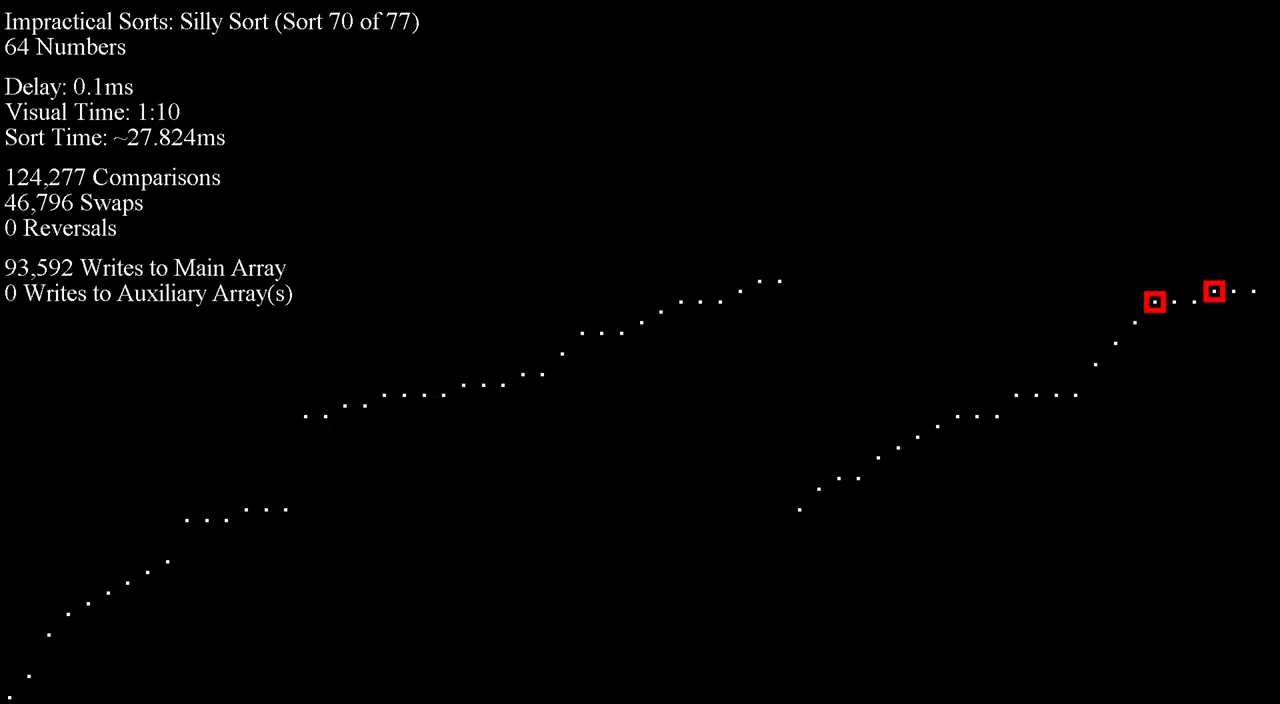 Impractical Sorts: Silly Sort (Sort 70 of 77)
64 Numbers
Delay: 0.1ms
Visual Time: 1:10
Sort Time: ~27.824ms
124,277 Comparisons
46,796 Swaps
0 Reversals
93,592 Writes to Main Array
0 Writes to Auxiliary Array(s)